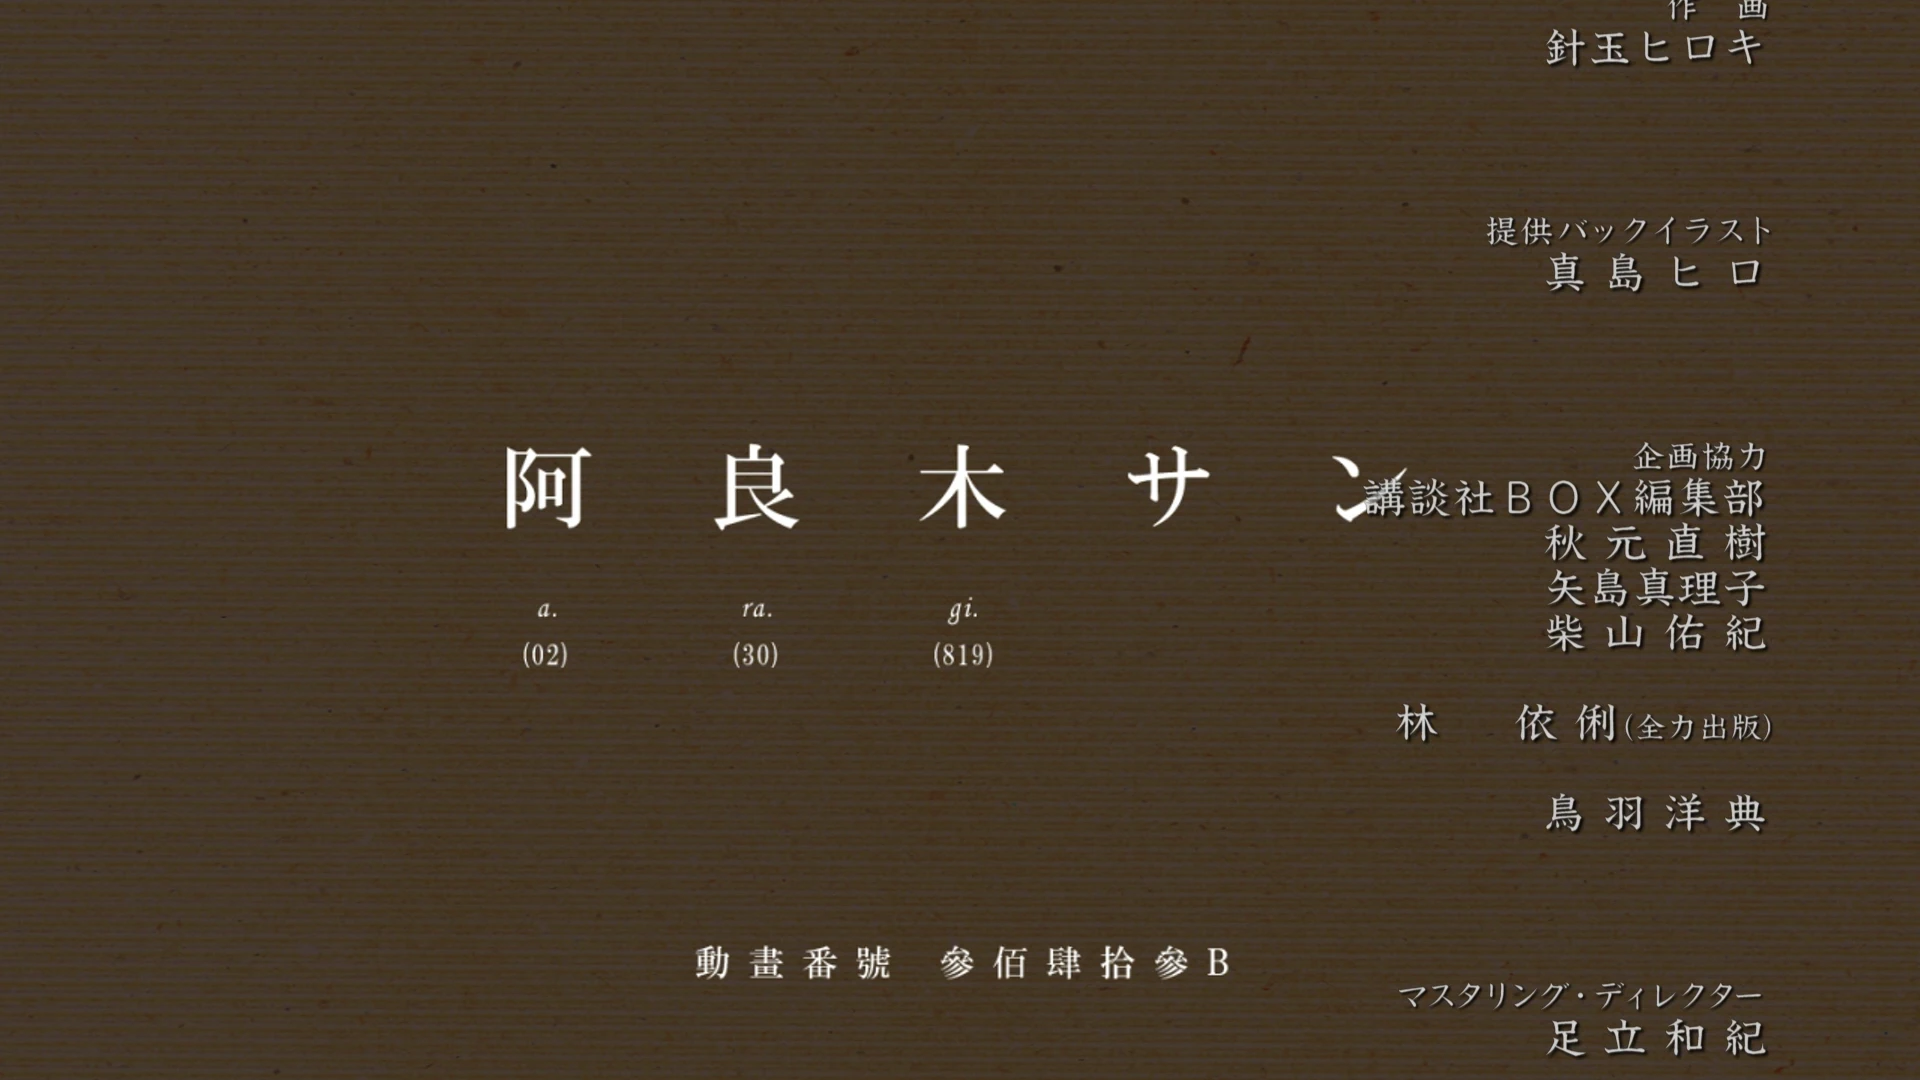 作画
針玉ヒロキ
提供バックイラスト
真島ヒロ
阿良木サン
a. ra. gi.
(02) (30) (819)
企画協力
講談社BOX編集部
秋元直樹
矢島真理子
柴山佑紀
林 依俐(全力出版)
鳥羽洋典
動畫番號 參佰肆拾參B
マスタリング・ディレクター
足立和紀